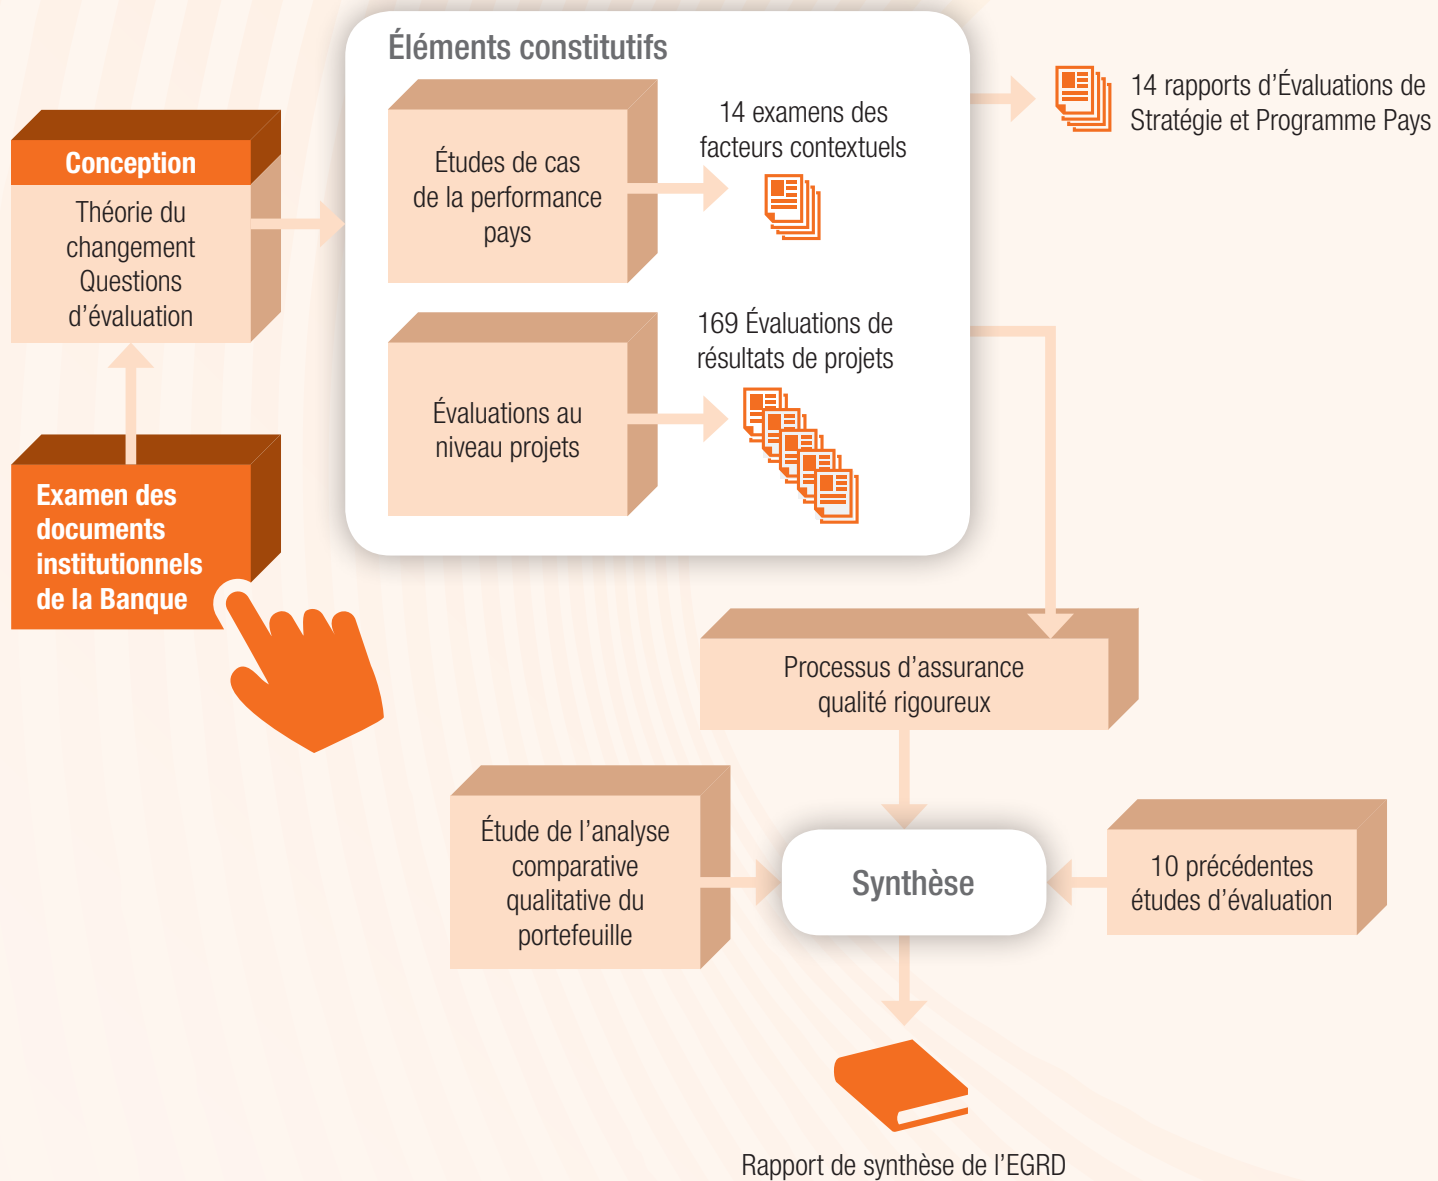 Éléments constitutifs
14 rapports d’Évaluations de
Stratégie et Programme Pays
Conception
Théorie du
changement
Questions
d’évaluation
Études de cas
de la performance
pays
14 examens des
facteurs contextuels
169 Évaluations de
résultats de projets
Évaluations au
niveau projets
Examen des
documents
institutionnels
de la Banque
Processus d’assurance
qualité rigoureux
Étude de l’analyse
comparative
qualitative du
portefeuille
Synthèse
10 précédentes
études d’évaluation
Rapport de synthèse de l’EGRD